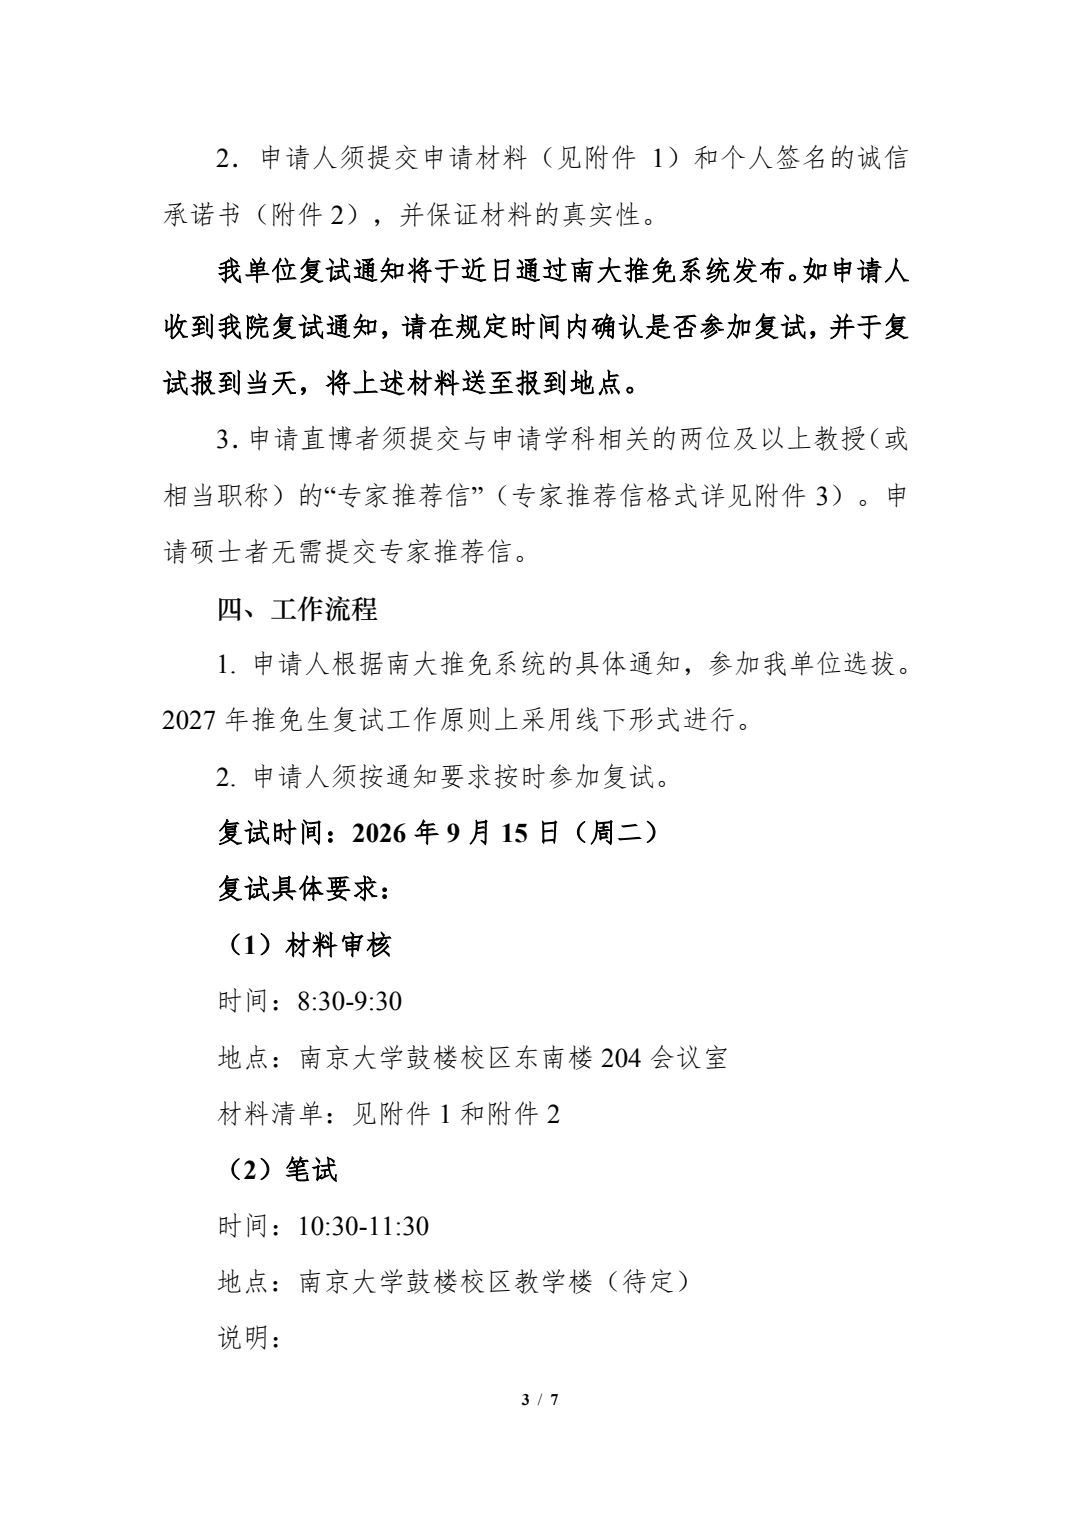 2. 申请人须提交申请材料（见附件 1）和个人签名的诚信
承诺书（附件 2），并保证材料的真实性。
我单位复试通知将于近日通过南大推免系统发布。如申请人
收到我院复试通知，请在规定时间内确认是否参加复试，并于复
试报到当天，将上述材料送至报到地点。
3. 申请直博者须提交与申请学科相关的两位及以上教授（或
相当职称）的“专家推荐信”（专家推荐信格式详见附件 3）。申
请硕士者无需提交专家推荐信。
四、工作流程
1. 申请人根据南大推免系统的具体通知，参加我单位选拔。
2027 年推免生复试工作原则上采用线下形式进行。
2. 申请人须按通知要求按时参加复试。
复试时间：2026 年 9 月 15 日（周二）
复试具体要求：
（1）材料审核
时间：8:30-9:30
地点：南京大学鼓楼校区东南楼 204 会议室
材料清单：见附件 1 和附件 2
（2）笔试
时间：10:30-11:30
地点：南京大学鼓楼校区教学楼（待定）
说明：
3 / 7